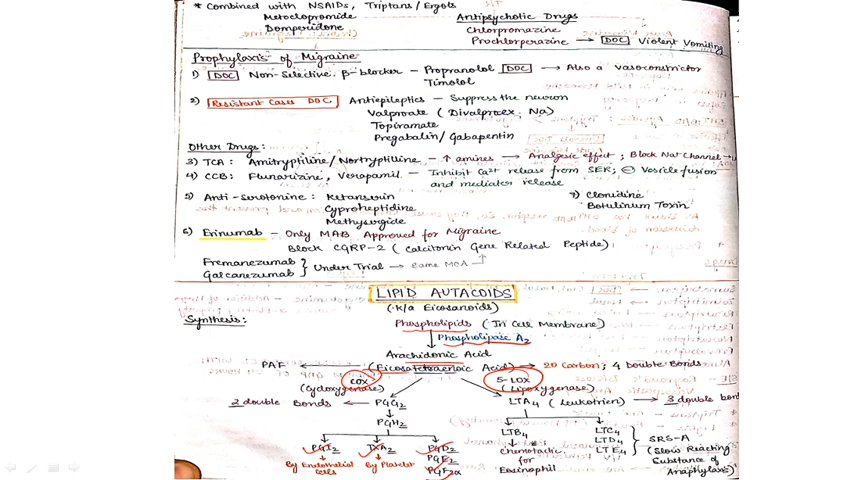 * Combined with NSAIDs, Triptans / Ergots
Metoclopromide
Domperidone
Antipsychotic Drugs
Chlorpromazine
Prochlorperazine → DOC Violent Vomiting
Prophylaxis of Migraine
1) DOC Non-Selective β-blocker - Propranolol DOC → Also a vasoconstrictor
Timolol
2) Resistant Cases DOC Antiepileptics - Suppress the neuron
Valproate (Divalproex Na)
Topiramate
Pregabalin/Gabapentin
Other Drugs:
3) TCA: Amitryptiline/Nortryptiline - ↑ amines → Analgesic effect ; Block Na+ Channel
4) CCB: Flunarizine, Verapamil - Inhibit Ca2+ release from SER; ⊖ Vesicle fusion
and mediator release
5) Anti-Serotonine: Ketanserin
Cyproheptidine
Methysergide
7) Clonidine
Botulinum Toxin
6) Erinumab - Only MAB Approved for Migraine
Block CGRP-2 (Calcitonin Gene Related Peptide)
Fremanezumab
Galcanezumab } Under Trial → Same MOA
LIPID AUTACOIDS
(k/a Eicosanoids)
Synthesis:
Phospholipids (In Cell Membrane)
Phospholipase A2
Arachidonic Acid
PAF ← (Eicosatetraenoic Acid) → 20 Carbon; 4 Double Bonds
COX
(Cyclooxygenase)
5-LOX
(Lipoxygenase)
2 double Bonds ← PGG2
LTA4 (Leukotrien) → 3 double bond
PGH2
PGI2 TXA2 PGD2
PGE2
PGF2α
By Endothelial cells
By Platelet
LTB4
chemotactic for Eosinophil
LTC4
LTD4
LTE4
SRS-A
(Slow Reacting
Substance of
Anaphylaxis)